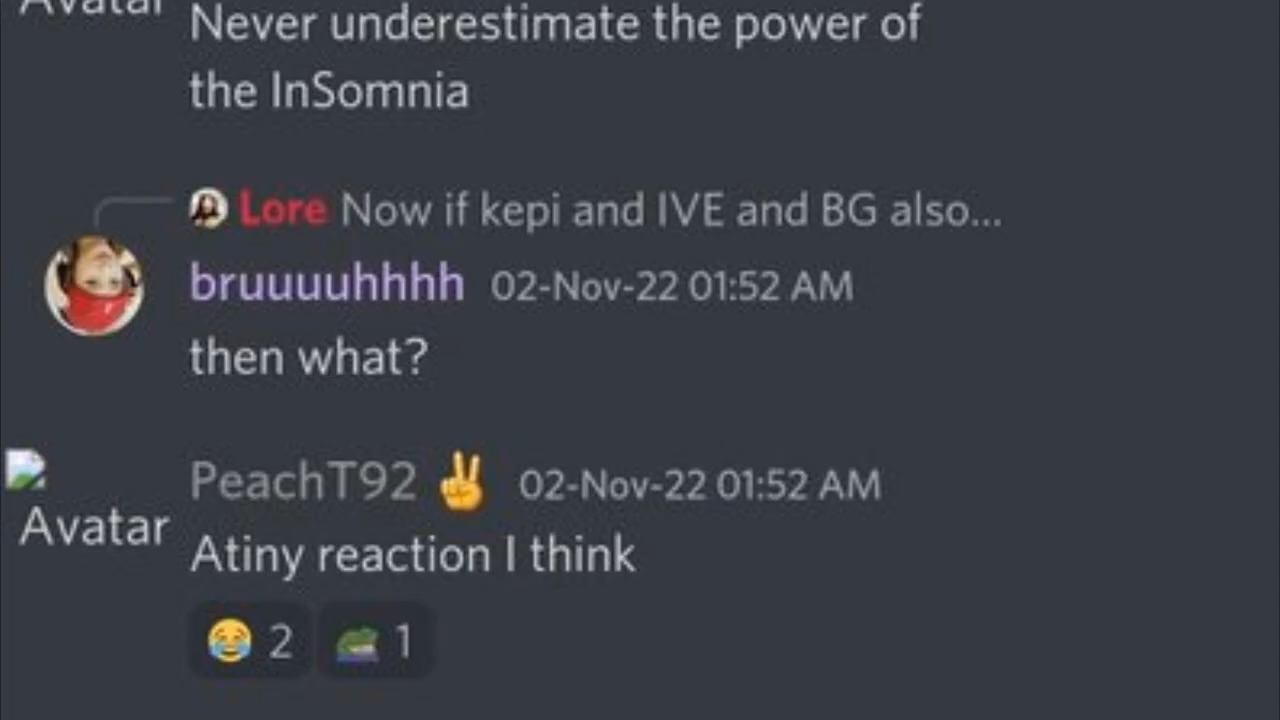 Avatar
Never underestimate the power of
the InSomnia
Lore Now if kepi and IVE and BG also...
bruuuuhhhh 02-Nov-22 01:52 AM
then what?
PeachT92 ✌️ 02-Nov-22 01:52 AM
Avatar
Atiny reaction I think
😂 2 1